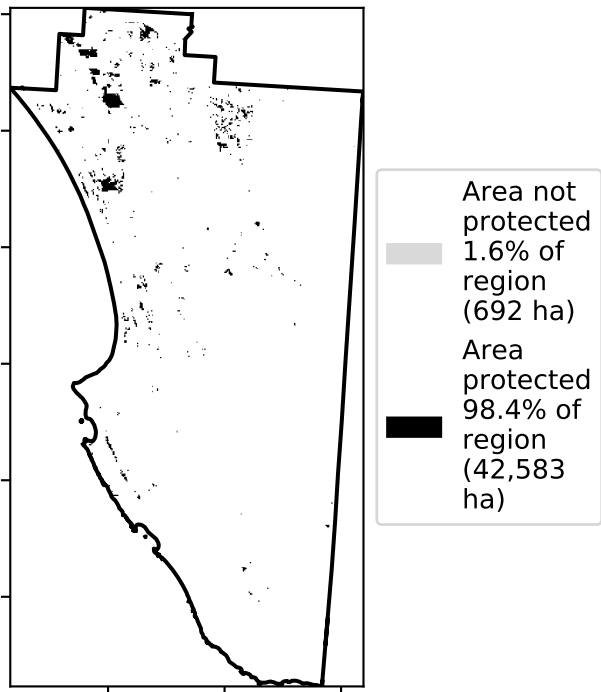 Area not
protected
1.6% of
region
(692 ha)
Area
protected
98.4% of
region
(42,583
ha)